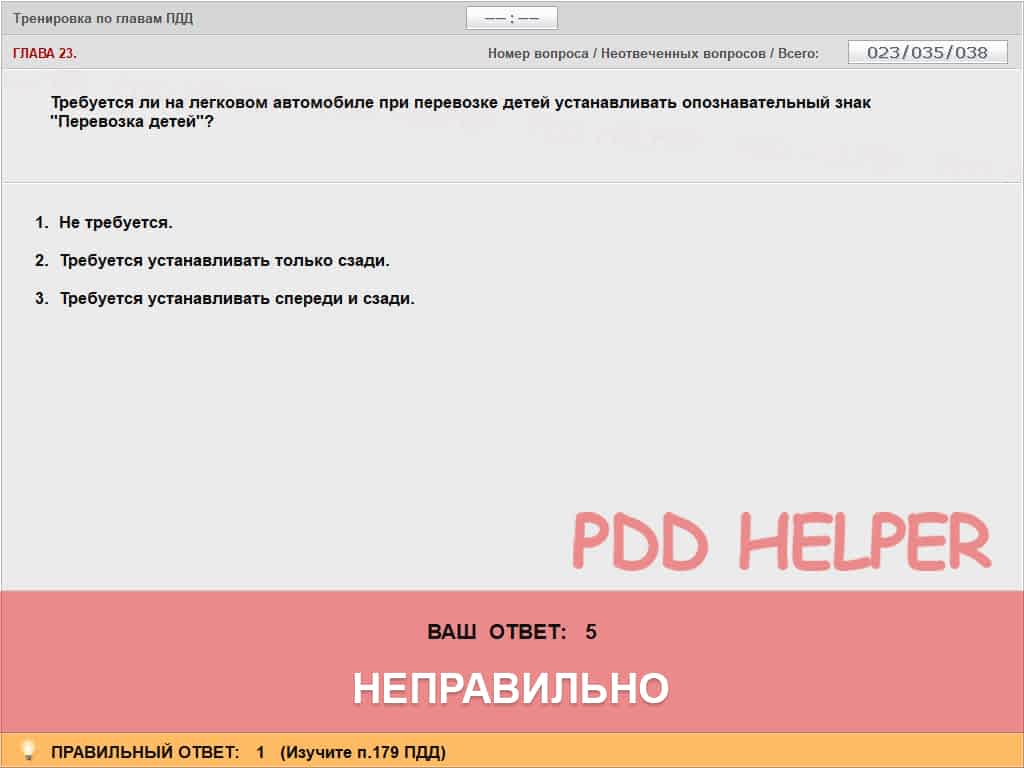 Тренировка по главам ПДД
–– : ––
ГЛАВА 23.
Номер вопроса / Неотвеченных вопросов / Всего:
023/035/038
Требуется ли на легковом автомобиле при перевозке детей устанавливать опознавательный знак
"Перевозка детей"?
1. Не требуется.
2. Требуется устанавливать только сзади.
3. Требуется устанавливать спереди и сзади.
PDD HELPER
ВАШ ОТВЕТ: 5
НЕПРАВИЛЬНО
ПРАВИЛЬНЫЙ ОТВЕТ: 1 (Изучите п.179 ПДД)